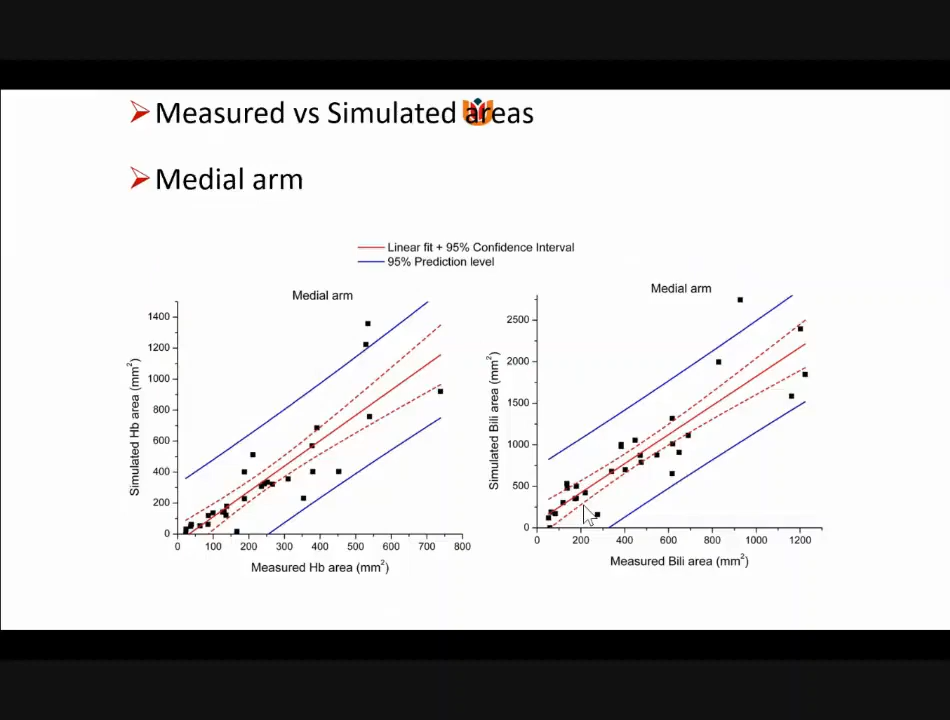 Measured vs Simulated areas
Medial arm
Linear fit + 95% Confidence Interval
95% Prediction level
Medial arm
1400
1200
1000
800
600
400
200
0
Simulated Hb area (mm²)
0 100 200 300 400 500 600 700 800
Measured Hb area (mm²)
Medial arm
2500
2000
1500
1000
500
0
Simulated Bili area (mm²)
0 200 400 600 800 1000 1200
Measured Bili area (mm²)